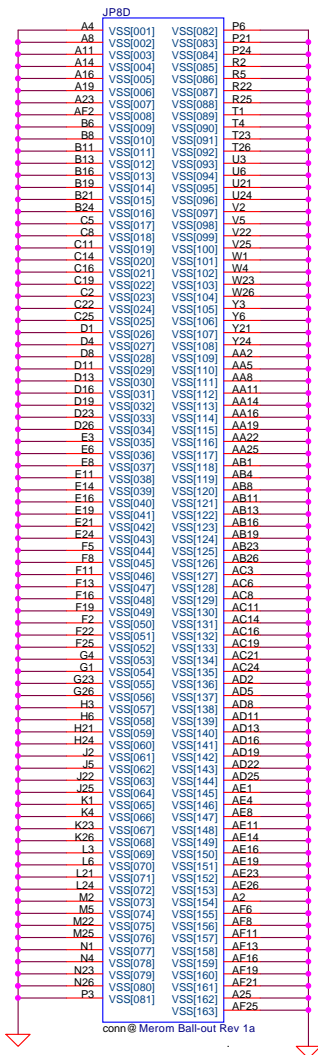 JP8D
A4 VSS[001] VSS[082] P6
A8 VSS[002] VSS[083] P21
A11 VSS[003] VSS[084] P24
A14 VSS[004] VSS[085] R2
A16 VSS[005] VSS[086] R5
A19 VSS[006] VSS[087] R22
A23 VSS[007] VSS[088] R25
AF2 VSS[008] VSS[089] T1
B6 VSS[009] VSS[090] T4
B8 VSS[010] VSS[091] T23
B11 VSS[011] VSS[092] T26
B13 VSS[012] VSS[093] U3
B16 VSS[013] VSS[094] U6
B19 VSS[014] VSS[095] U21
B21 VSS[015] VSS[096] U24
B24 VSS[016] VSS[097] V2
C5 VSS[017] VSS[098] V5
C8 VSS[018] VSS[099] V22
C11 VSS[019] VSS[100] V25
C14 VSS[020] VSS[101] W1
C16 VSS[021] VSS[102] W4
C19 VSS[022] VSS[103] W23
C2 VSS[023] VSS[104] W26
C22 VSS[024] VSS[105] Y3
C25 VSS[025] VSS[106] Y6
D1 VSS[026] VSS[107] Y21
D4 VSS[027] VSS[108] Y24
D8 VSS[028] VSS[109] AA2
D11 VSS[029] VSS[110] AA5
D13 VSS[030] VSS[111] AA8
D16 VSS[031] VSS[112] AA11
D19 VSS[032] VSS[113] AA14
D23 VSS[033] VSS[114] AA16
D26 VSS[034] VSS[115] AA19
E3 VSS[035] VSS[116] AA22
E6 VSS[036] VSS[117] AA25
E8 VSS[037] VSS[118] AB1
E11 VSS[038] VSS[119] AB4
E14 VSS[039] VSS[120] AB8
E16 VSS[040] VSS[121] AB11
E19 VSS[041] VSS[122] AB13
E21 VSS[042] VSS[123] AB16
E24 VSS[043] VSS[124] AB19
F5 VSS[044] VSS[125] AB23
F8 VSS[045] VSS[126] AB26
F11 VSS[046] VSS[127] AC3
F13 VSS[047] VSS[128] AC6
F16 VSS[048] VSS[129] AC8
F19 VSS[049] VSS[130] AC11
F2 VSS[050] VSS[131] AC14
F22 VSS[051] VSS[132] AC16
F25 VSS[052] VSS[133] AC19
G4 VSS[053] VSS[134] AC21
G1 VSS[054] VSS[135] AC24
G23 VSS[055] VSS[136] AD2
G26 VSS[056] VSS[137] AD5
H3 VSS[057] VSS[138] AD8
H6 VSS[058] VSS[139] AD11
H21 VSS[059] VSS[140] AD13
H24 VSS[060] VSS[141] AD16
J2 VSS[061] VSS[142] AD19
J5 VSS[062] VSS[143] AD22
J22 VSS[063] VSS[144] AD25
J25 VSS[064] VSS[145] AE1
K1 VSS[065] VSS[146] AE4
K4 VSS[066] VSS[147] AE8
K23 VSS[067] VSS[148] AE11
K26 VSS[068] VSS[149] AE14
L3 VSS[069] VSS[150] AE16
L6 VSS[070] VSS[151] AE19
L21 VSS[071] VSS[152] AE23
L24 VSS[072] VSS[153] AE26
M2 VSS[073] VSS[154] A2
M5 VSS[074] VSS[155] AF6
M22 VSS[075] VSS[156] AF8
M25 VSS[076] VSS[157] AF11
N1 VSS[077] VSS[158] AF13
N4 VSS[078] VSS[159] AF16
N23 VSS[079] VSS[160] AF19
N26 VSS[080] VSS[161] AF21
P3 VSS[081] VSS[162] A25
VSS[163] AF25
conn@ Merom Ball-out Rev 1a
.